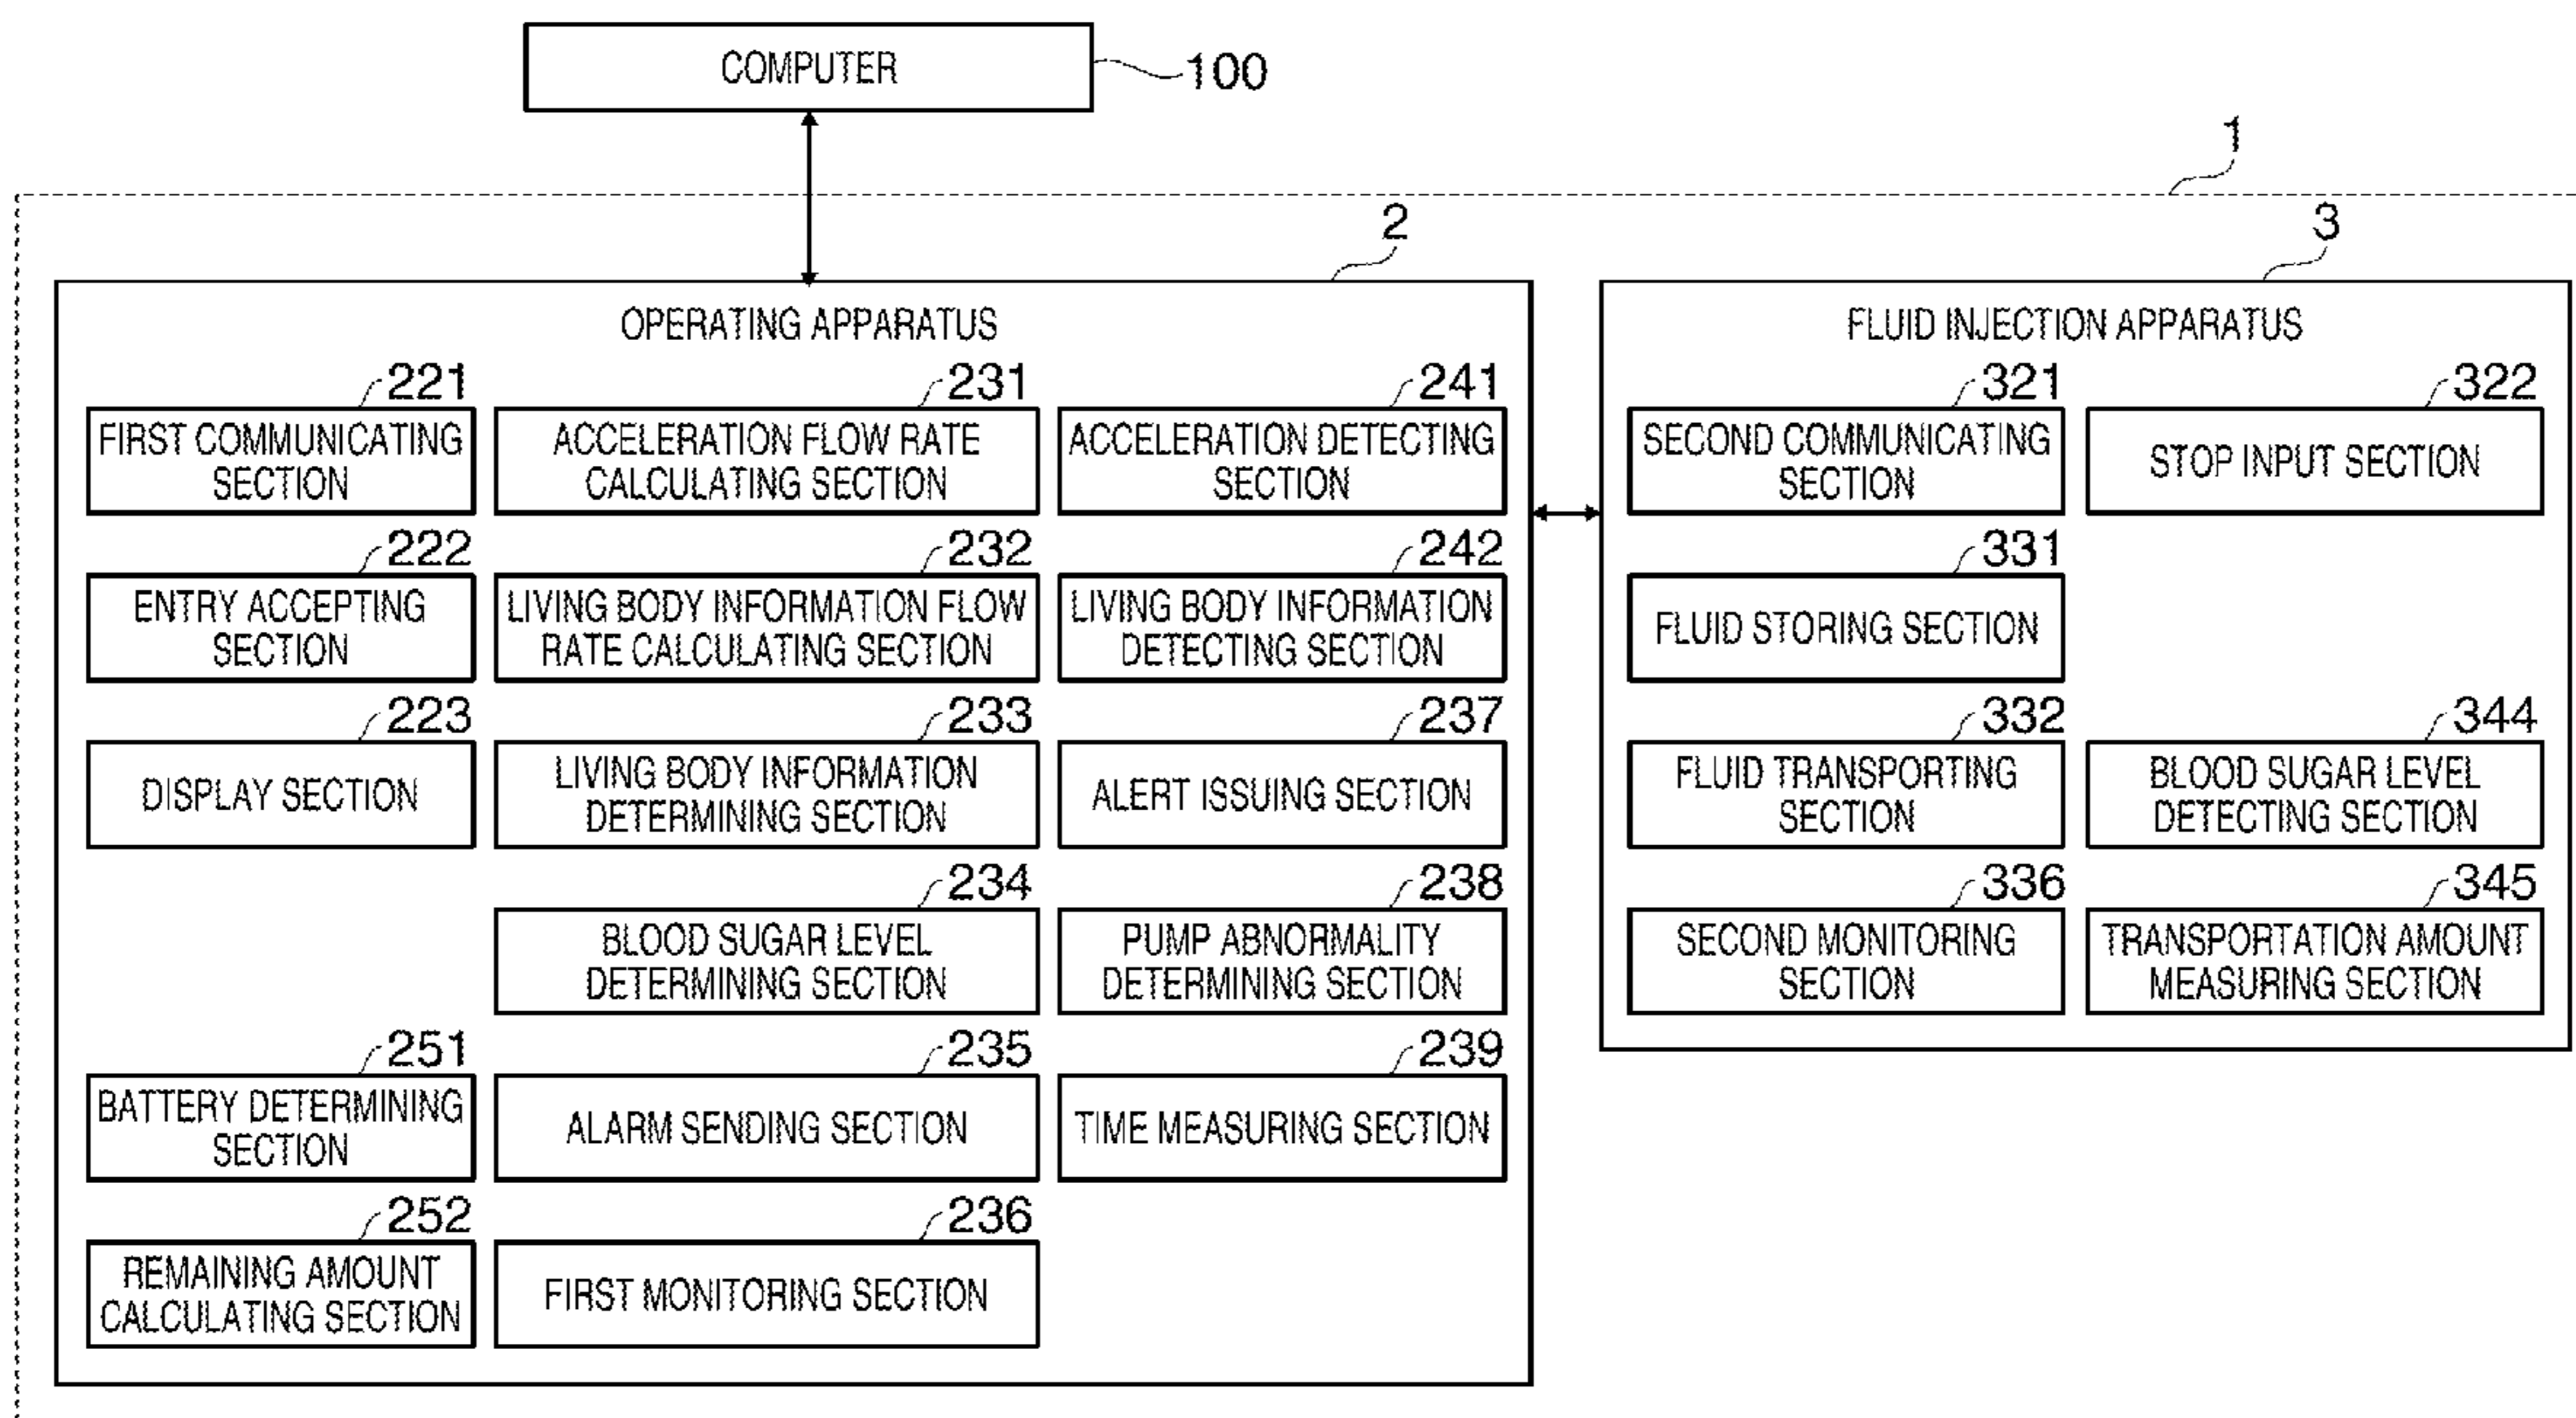 COMPUTER
100
1
2
3
OPERATING APPARATUS
221
231
241
FIRST COMMUNICATING
SECTION
ACCELERATION FLOW RATE
CALCULATING SECTION
ACCELERATION DETECTING
SECTION
222
232
242
ENTRY ACCEPTING
SECTION
LIVING BODY INFORMATION FLOW
RATE CALCULATING SECTION
LIVING BODY INFORMATION
DETECTING SECTION
223
233
237
DISPLAY SECTION
LIVING BODY INFORMATION
DETERMINING SECTION
ALERT ISSUING SECTION
234
238
BLOOD SUGAR LEVEL
DETERMINING SECTION
PUMP ABNORMALITY
DETERMINING SECTION
251
235
239
BATTERY DETERMINING
SECTION
ALARM SENDING SECTION
TIME MEASURING SECTION
252
236
REMAINING AMOUNT
CALCULATING SECTION
FIRST MONITORING SECTION
FLUID INJECTION APPARATUS
321
322
SECOND COMMUNICATING
SECTION
STOP INPUT SECTION
331
FLUID STORING SECTION
332
344
FLUID TRANSPORTING
SECTION
BLOOD SUGAR LEVEL
DETECTING SECTION
336
345
SECOND MONITORING
SECTION
TRANSPORTATION AMOUNT
MEASURING SECTION